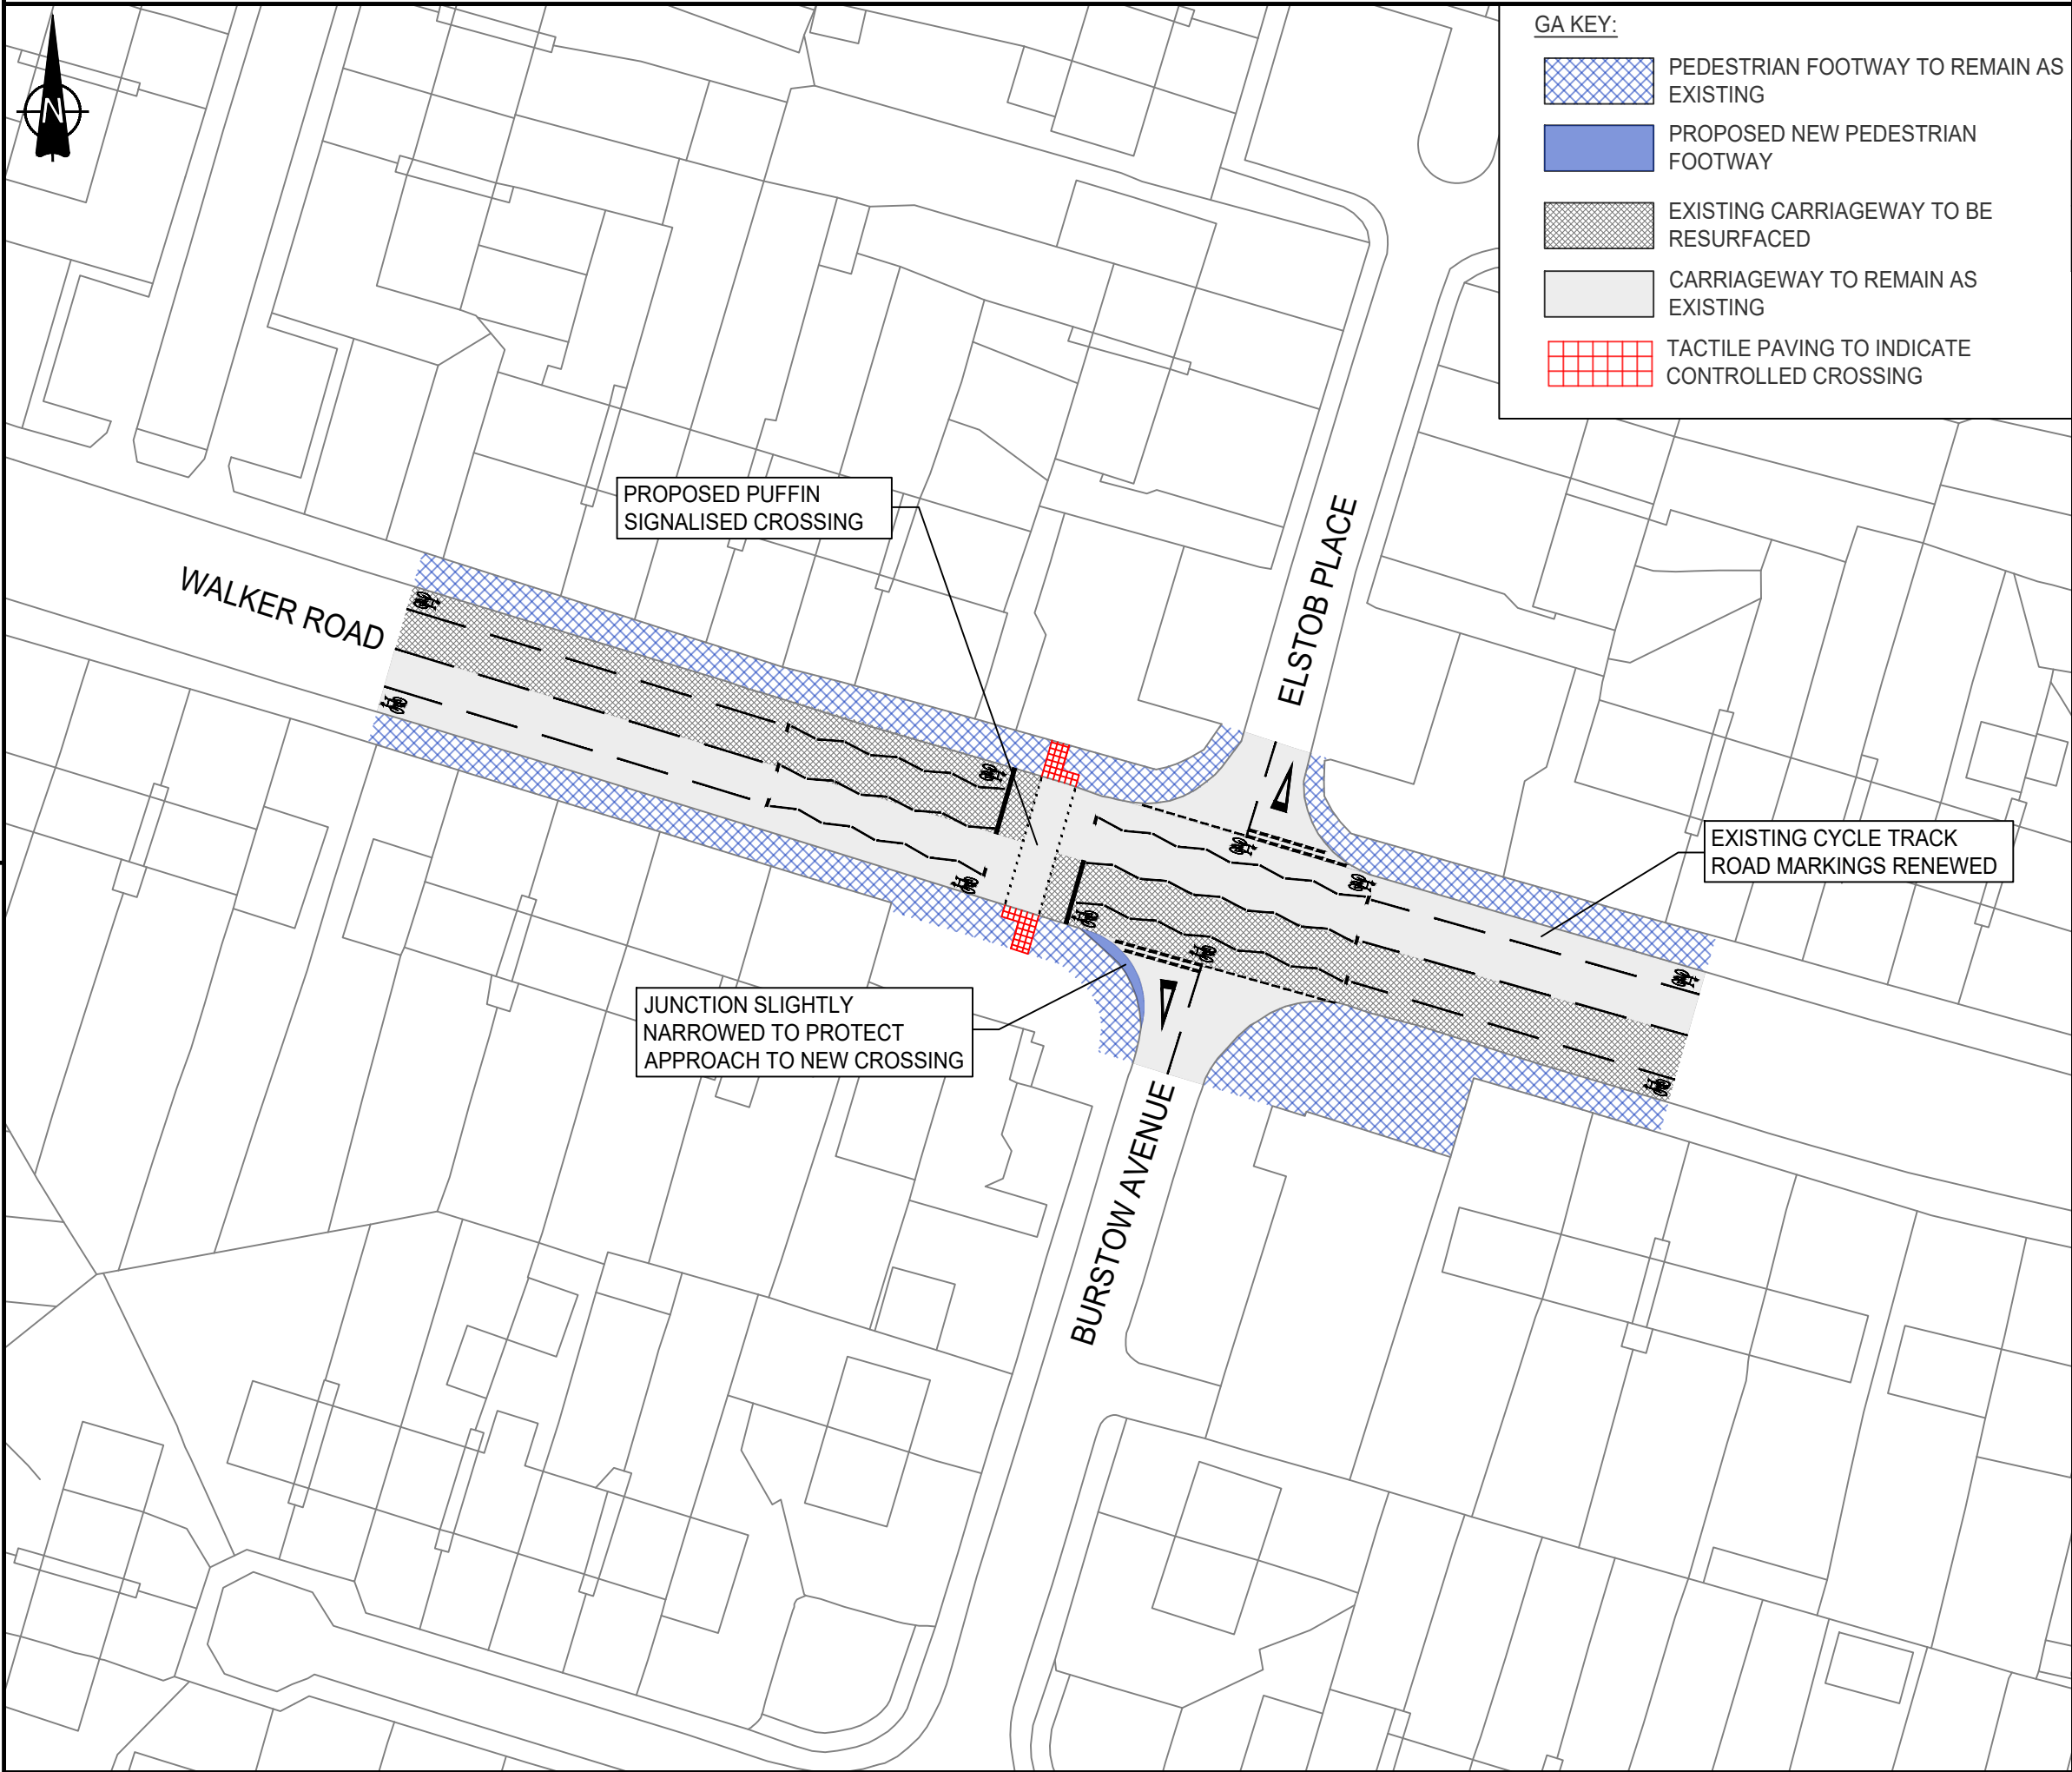 GA KEY:
PEDESTRIAN FOOTWAY TO REMAIN AS
EXISTING
PROPOSED NEW PEDESTRIAN
FOOTWAY
EXISTING CARRIAGEWAY TO BE
RESURFACED
CARRIAGEWAY TO REMAIN AS
EXISTING
TACTILE PAVING TO INDICATE
CONTROLLED CROSSING
N
PROPOSED PUFFIN
SIGNALISED CROSSING
WALKER ROAD
ELSTOB PLACE
EXISTING CYCLE TRACK
ROAD MARKINGS RENEWED
JUNCTION SLIGHTLY
NARROWED TO PROTECT
APPROACH TO NEW CROSSING
BURSTOW AVENUE